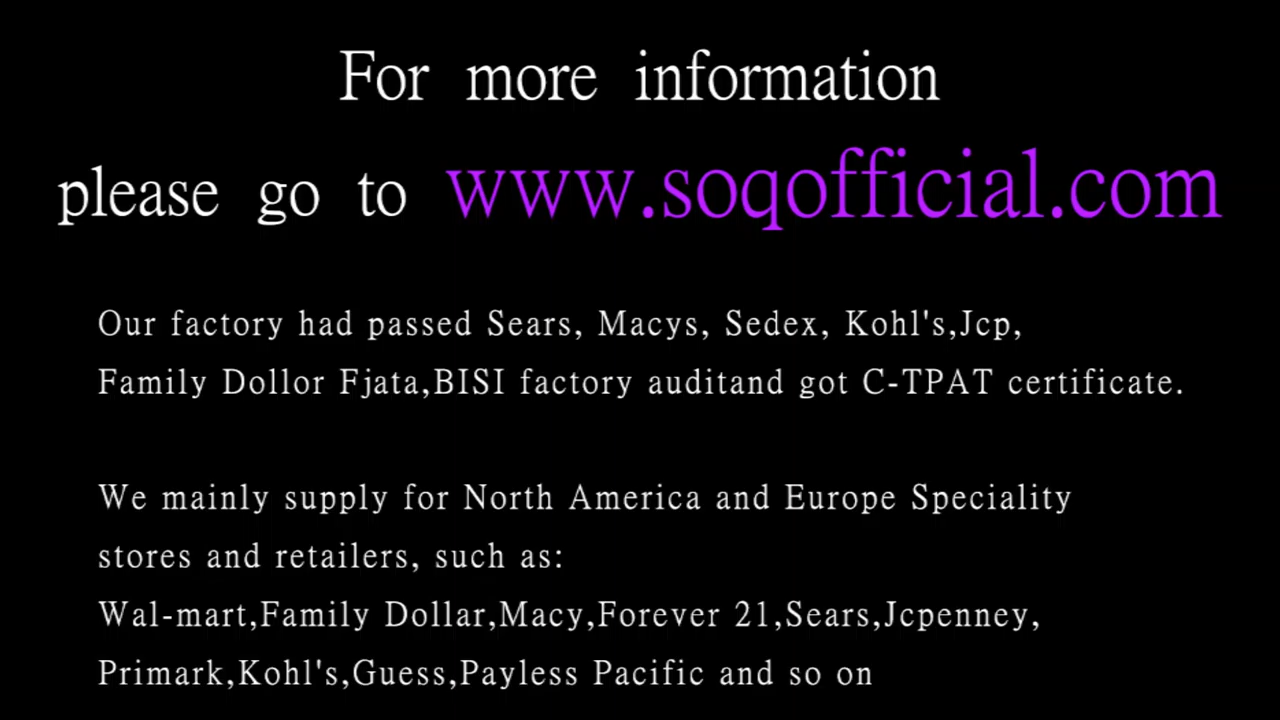 For more information
please go to www.soqofficial.com
Our factory had passed Sears, Macys, Sedex, Kohl's,Jcp,
Family Dollor Fjata,BISI factory auditand got C-TPAT certificate.
We mainly supply for North America and Europe Speciality
stores and retailers, such as:
Wal-mart,Family Dollar,Macy,Forever 21,Sears,Jcpenney,
Primark,Kohl's,Guess,Payless Pacific and so on